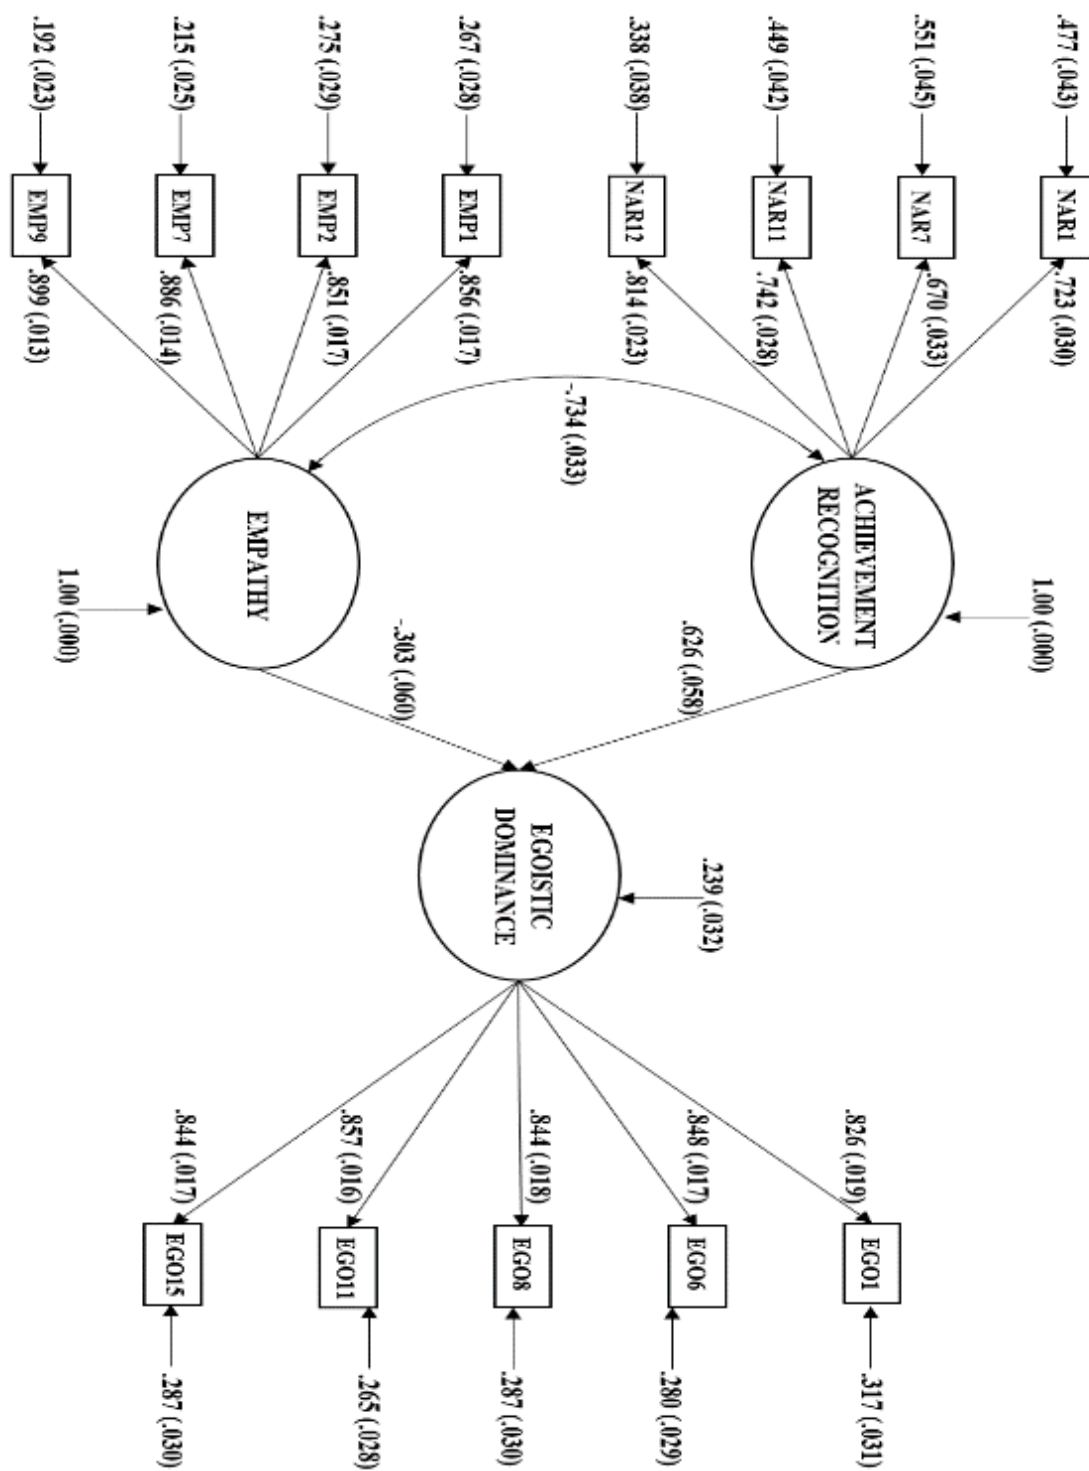 .477 (.043)
NAR1
.723 (.030)
.551 (.045)
NAR7
.670 (.033)
.449 (.042)
NAR11
.742 (.028)
.338 (.038)
NAR12
.814 (.023)
.267 (.028)
EMP1
.856 (.017)
.275 (.029)
EMP2
.851 (.017)
.215 (.025)
EMP7
.886 (.014)
.192 (.023)
EMP9
.899 (.013)
-.734 (.033)
ACHIEVEMENT
RECOGNITION
1.00 (.000)
EMPATHY
1.00 (.000)
.626 (.058)
-.303 (.060)
EGOISTIC
DOMINANCE
.239 (.032)
.826 (.019)
EGO1
.317 (.031)
.848 (.017)
EGO6
.280 (.029)
.844 (.018)
EGO8
.287 (.030)
.857 (.016)
EGO11
.265 (.028)
.844 (.017)
EGO15
.287 (.030)